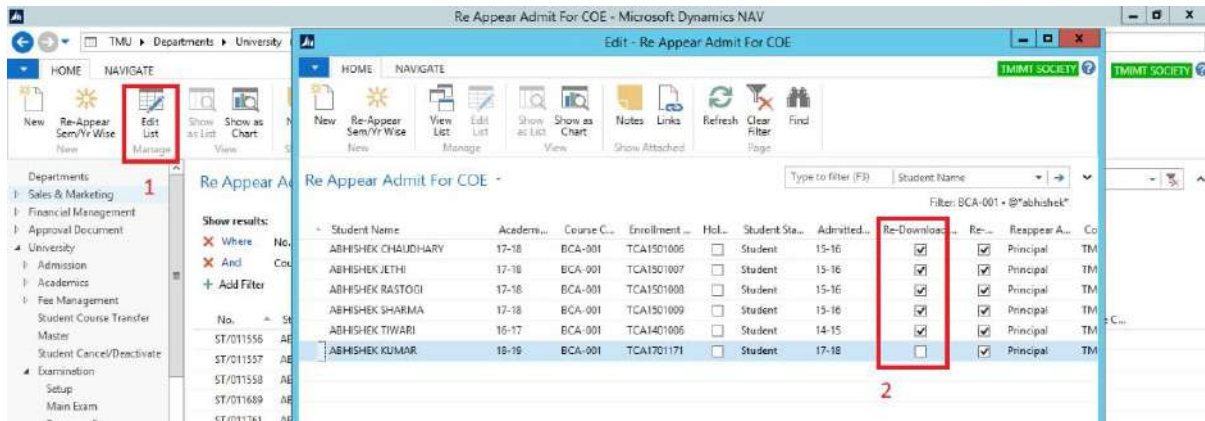 Re Appear Admit For COE - Microsoft Dynamics NAV
TMU ▸ Departments ▸ University
Edit - Re Appear Admit For COE
HOME NAVIGATE
HOME NAVIGATE
TMIMT SOCIETY
TMIMT SOCIETY
New
Re-Appear Sem/Yr Wise
Edit List
Show as List
Show as Chart
New
Manage
View
New
Re-Appear Sem/Yr Wise
View List
Edit List
Show as List
Show as Chart
Notes
Links
Refresh
Clear Filter
Find
New
Manage
View
Show Attached
Page
1
Departments
Sales & Marketing
Financial Management
Approval Document
University
Admission
Academics
Fee Management
Student Course Transfer
Master
Student Cancel/Deactivate
Examination
Setup
Main Exam
Re Appear Ad
Show results:
Where No.
And Cou
Add Filter
No. St
ST/011556 AB
ST/011557 AB
ST/011558 AB
ST/011689 AB
ST/011761 AB
Re Appear Admit For COE
Type to filter (F3)
Student Name
Filter: BCA-001 • @*abhishek*
Student Name Academi... Course C... Enrollment ... Hol... Student Sta... Admitted... Re-Download... Re-... Reappear A... Co
ABHISHEK CHAUDHARY 17-18 BCA-001 TCA1501006 Student 15-16 Principal TM
ABHISHEK JETHI 17-18 BCA-001 TCA1501007 Student 15-16 Principal TM
ABHISHEK RASTOGI 17-18 BCA-001 TCA1501008 Student 15-16 Principal TM
ABHISHEK SHARMA 17-18 BCA-001 TCA1501009 Student 15-16 Principal TM
ABHISHEK TIWARI 16-17 BCA-001 TCA1401006 Student 14-15 Principal TM
ABHISHEK KUMAR 18-19 BCA-001 TCA1701171 Student 17-18 Principal TM
2